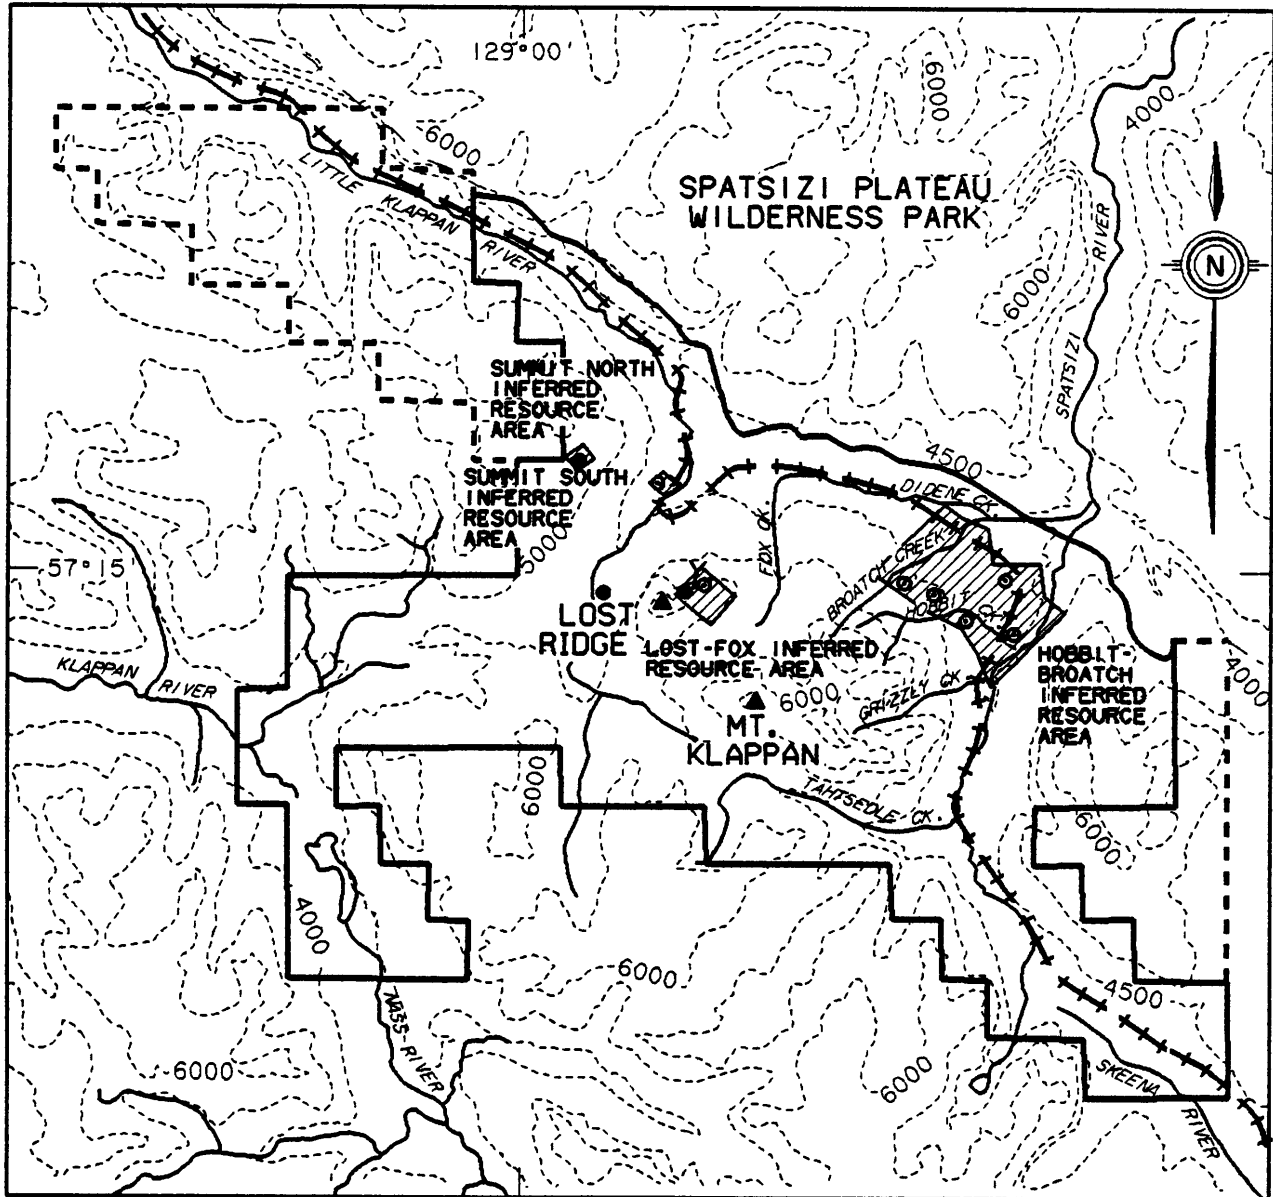 129°00'
6000
6000
4000
SPATSIZI PLATEAU
WILDERNESS PARK
LITTLE
KLAPPAN
RIVER
RIVER
SPATSIZI
6000
N
SUMMIT NORTH
INFERRED
RESOURCE
AREA
SUMMIT SOUTH
INFERRED
RESOURCE
AREA
4500
DIDENE CK
FOX CK
BROATCH CREEK
HOBBIT CK
5000
57°15
LOST
RIDGE
LOST-FOX INFERRED
RESOURCE AREA
KLAPPAN
RIVER
6000
GRIZZLY CK
HOBBIT-
BROATCH
INFERRED
RESOURCE
AREA
4000
MT.
KLAPPAN
6000
TAHTSEDLE CK
6000
4000
6000
4500
NASS RIVER
6000
6000
SKEENA
RIVER